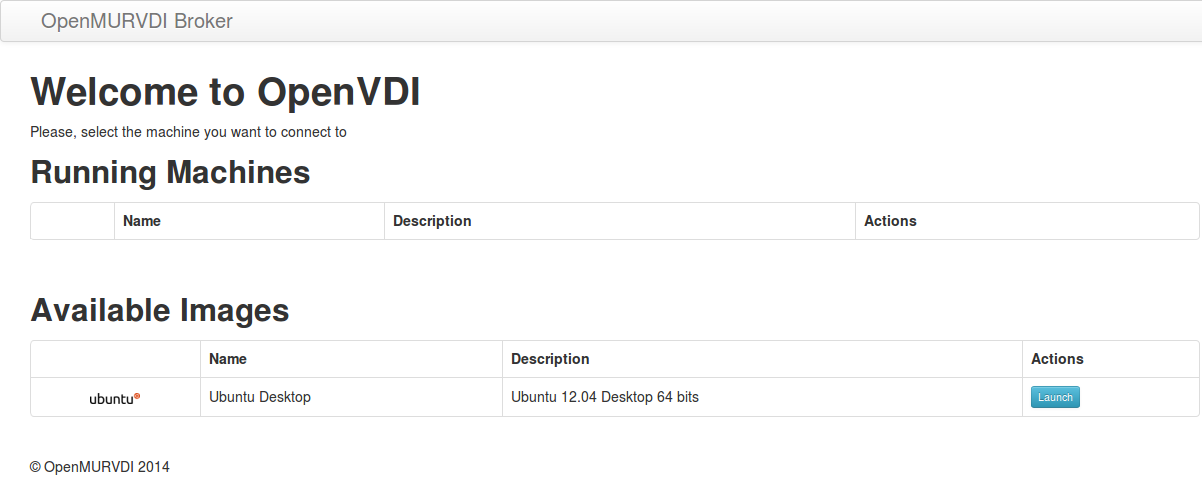 OpenMURVDI Broker
Welcome to OpenVDI
Please, select the machine you want to connect to
Running Machines
Name Description Actions
Available Images
Name Description Actions
ubuntu® Ubuntu Desktop Ubuntu 12.04 Desktop 64 bits Launch
© OpenMURVDI 2014